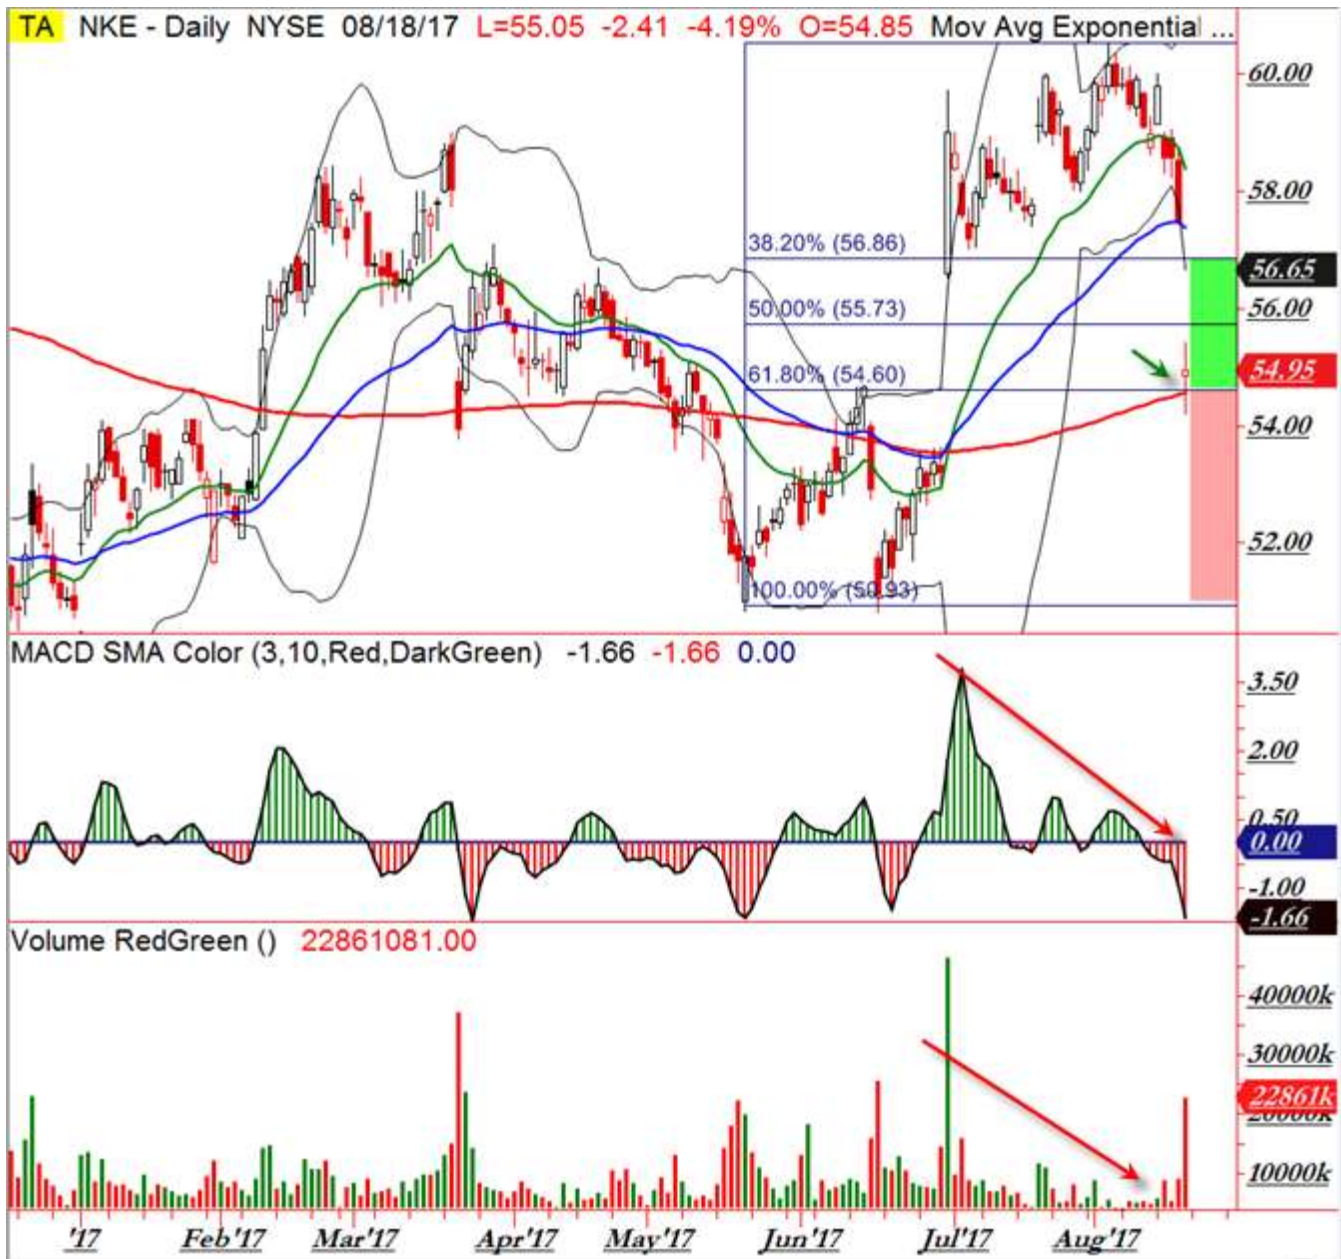 TA NKE - Daily NYSE 08/18/17 L=55.05 -2.41 -4.19% O=54.85 Mov Avg Exponential ...
60.00
58.00
38.20% (56.86)
56.65
56.00
50.00% (55.73)
54.95
61.80% (54.60)
54.00
52.00
100.00% (50.93)
MACD SMA Color (3,10,Red,DarkGreen) -1.66 -1.66 0.00
3.50
2.00
0.50
0.00
-1.00
-1.66
Volume RedGreen () 22861081.00
40000k
30000k
22861k
20000k
10000k
'17 Feb'17 Mar'17 Apr'17 May'17 Jun'17 Jul'17 Aug'17